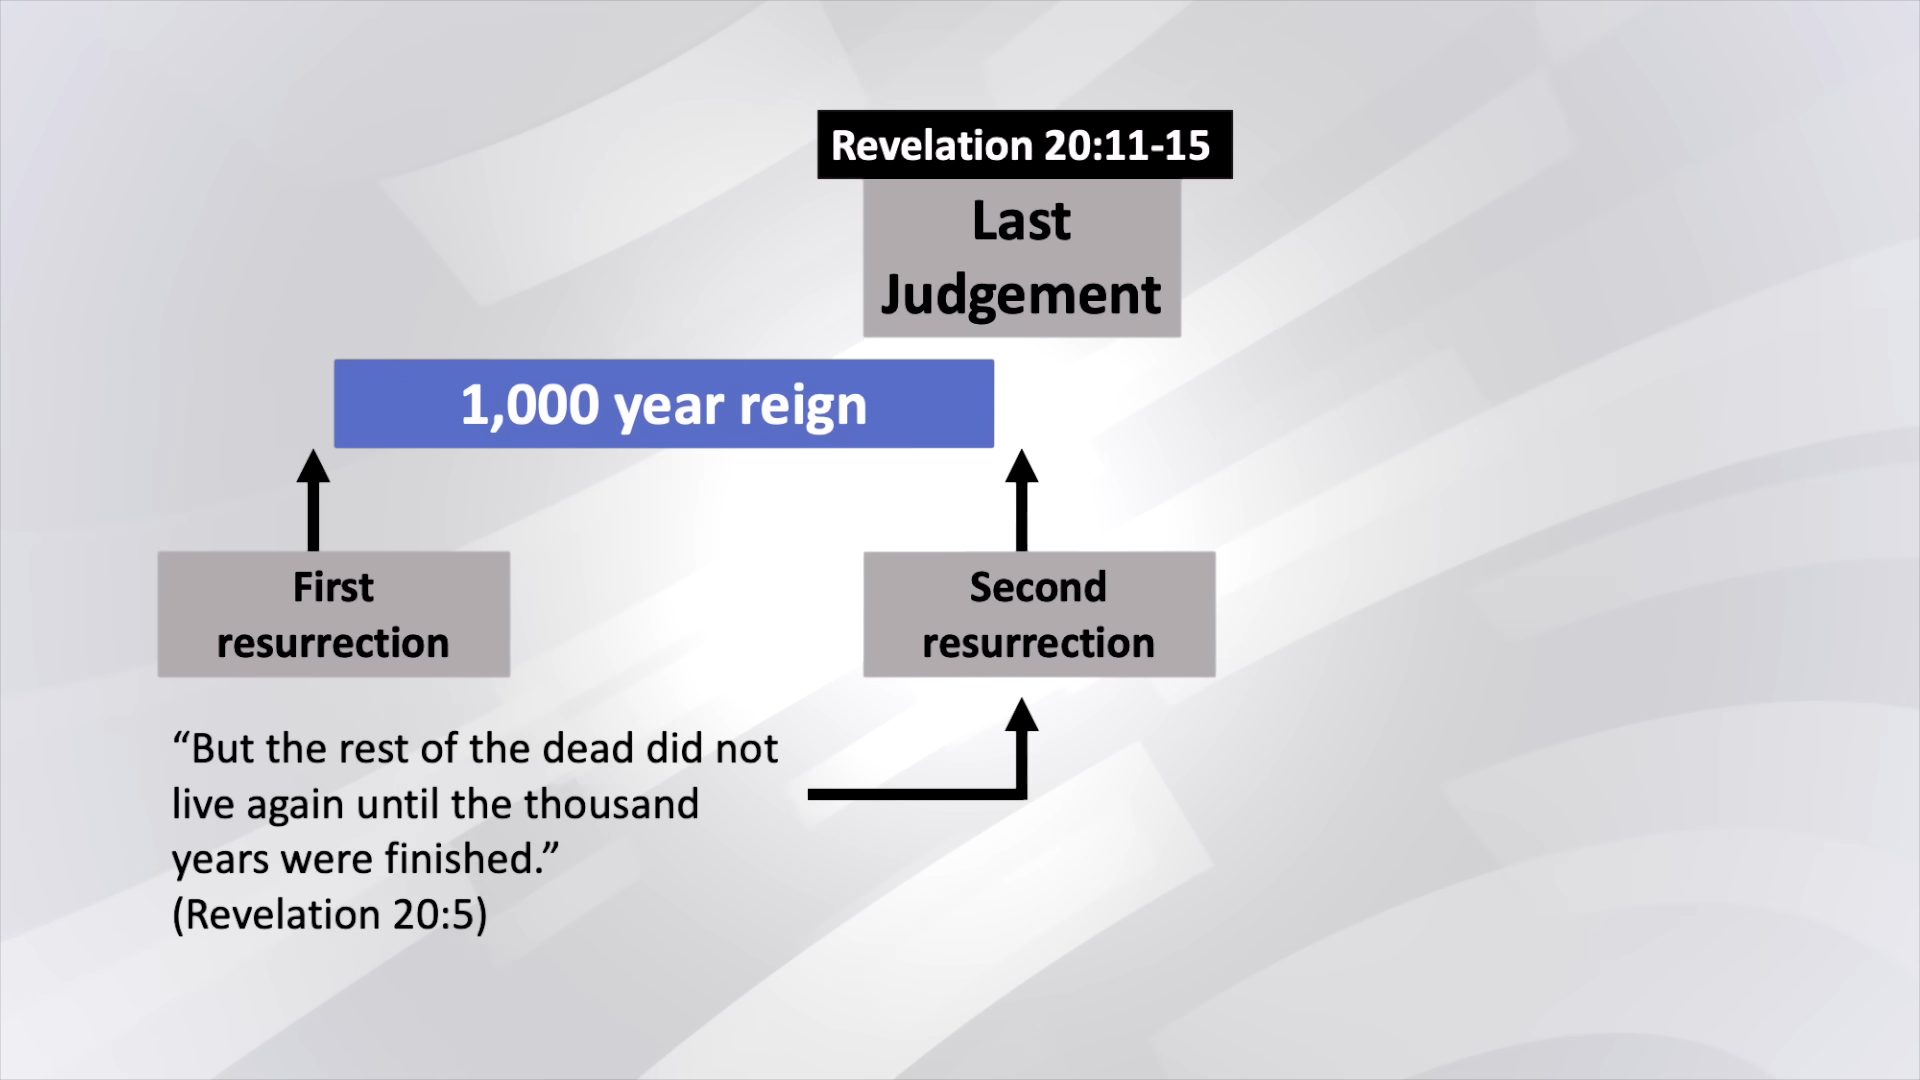 Revelation 20:11-15
Last
Judgement
1,000 year reign
First
resurrection
Second
resurrection
“But the rest of the dead did not
live again until the thousand
years were finished.”
(Revelation 20:5)